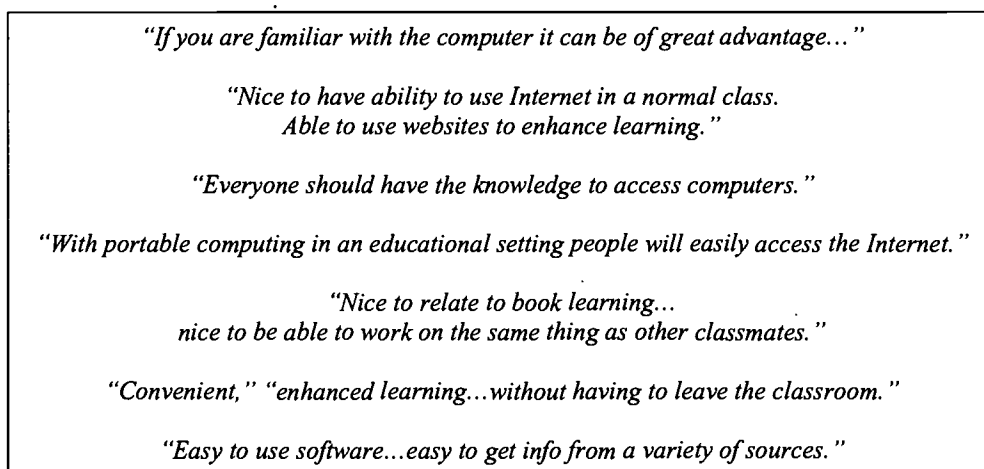 “If you are familiar with the computer it can be of great advantage…”
“Nice to have ability to use Internet in a normal class.
Able to use websites to enhance learning.”
“Everyone should have the knowledge to access computers.”
“With portable computing in an educational setting people will easily access the Internet.”
“Nice to relate to book learning…
nice to be able to work on the same thing as other classmates.”
“Convenient,” “enhanced learning…without having to leave the classroom.”
“Easy to use software…easy to get info from a variety of sources.”